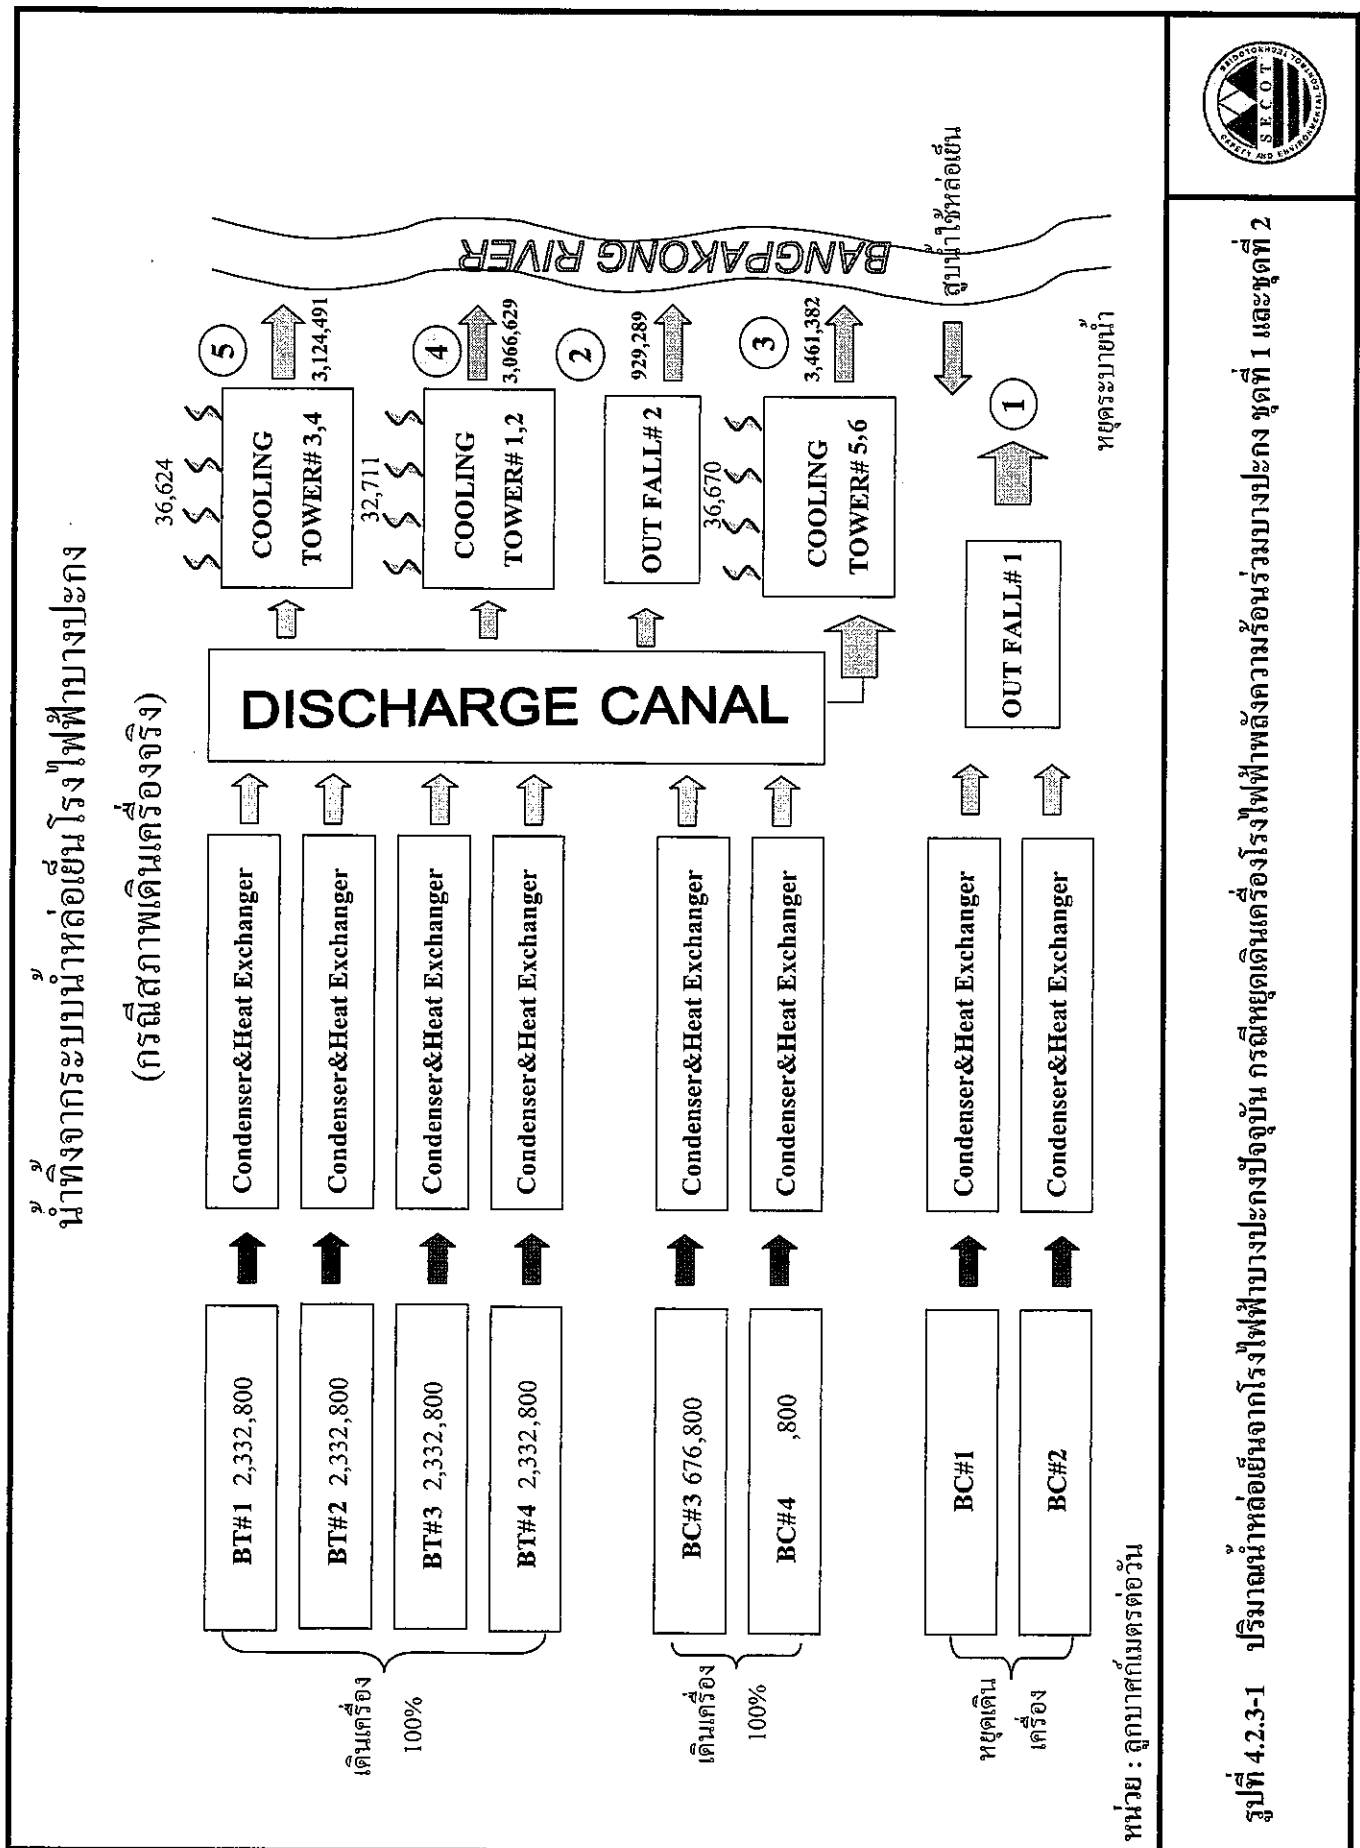 น้ำทิ้งจากระบบน้ำหล่อเย็นโรงไฟฟ้าบางปะกง
(กรณีสภาพเดินเครื่องจริง)
เดินเครื่อง
100%
BT#1 2,332,800
Condenser&Heat Exchanger
BT#2 2,332,800
Condenser&Heat Exchanger
BT#3 2,332,800
Condenser&Heat Exchanger
BT#4 2,332,800
Condenser&Heat Exchanger
เดินเครื่อง
100%
BC#3 676,800
Condenser&Heat Exchanger
BC#4 ,800
Condenser&Heat Exchanger
หยุดเดิน
เครื่อง
BC#1
Condenser&Heat Exchanger
BC#2
Condenser&Heat Exchanger
DISCHARGE CANAL
36,624
COOLING
TOWER# 3,4
5
3,124,491
32,711
COOLING
TOWER# 1,2
4
3,066,629
OUT FALL# 2
2
929,289
36,670
COOLING
TOWER# 5,6
3
3,461,382
OUT FALL# 1
1
หยุดระบายน้ำ
BANGPAKONG RIVER
สูบน้ำใช้หล่อเย็น
หน่วย : ลูกบาศก์เมตรต่อวัน
รูปที่ 4.2.3-1 ปริมาณน้ำหล่อเย็นจากโรงไฟฟ้าบางปะกงปัจจุบัน กรณีหยุดเดินเครื่องโรงไฟฟ้าพลังความร้อนร่วมบางปะกง ชุดที่ 1 และชุดที่ 2
SECOT
SAFETY AND ENVIRONMENTAL CONTROL TECHNOLOGIES